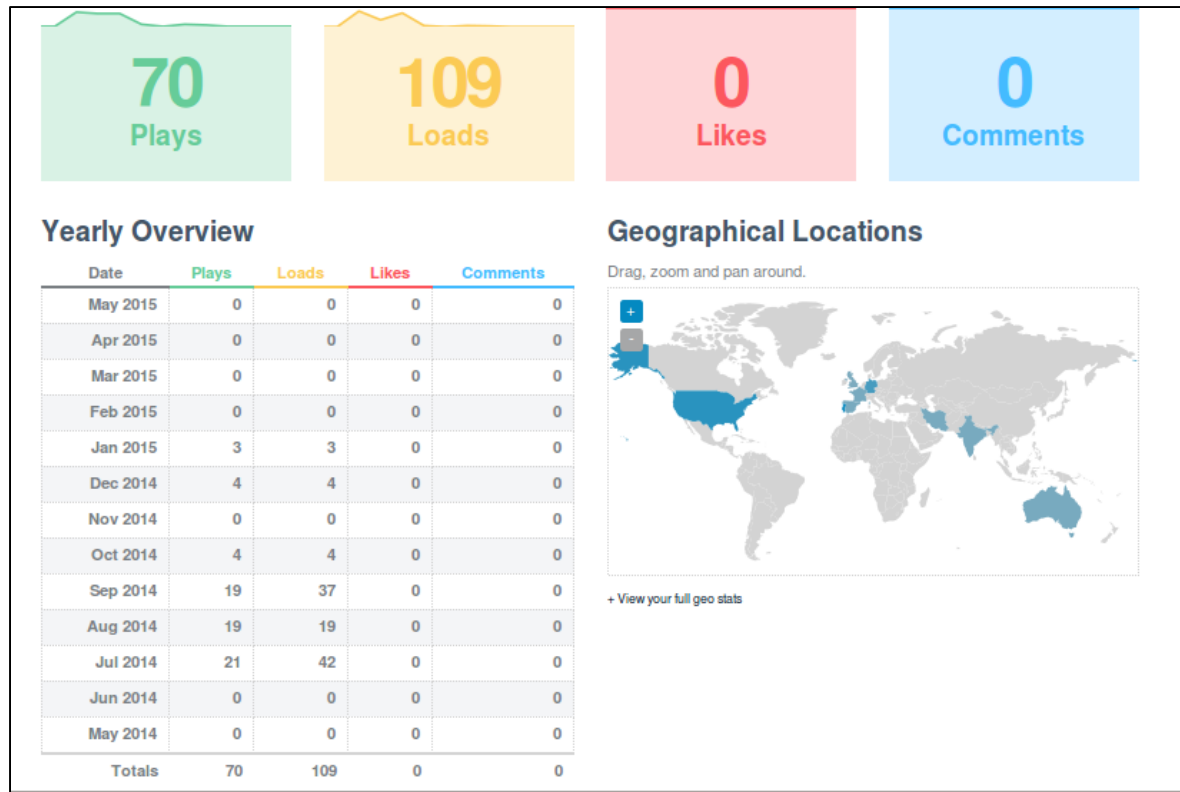 70 109 0 0
Plays Loads Likes Comments
Yearly Overview
Date Plays Loads Likes Comments
May 2015 0 0 0 0
Apr 2015 0 0 0 0
Mar 2015 0 0 0 0
Feb 2015 0 0 0 0
Jan 2015 3 3 0 0
Dec 2014 4 4 0 0
Nov 2014 0 0 0 0
Oct 2014 4 4 0 0
Sep 2014 19 37 0 0
Aug 2014 19 19 0 0
Jul 2014 21 42 0 0
Jun 2014 0 0 0 0
May 2014 0 0 0 0
Totals 70 109 0 0
Geographical Locations
Drag, zoom and pan around.
+
-
+ View your full geo stats